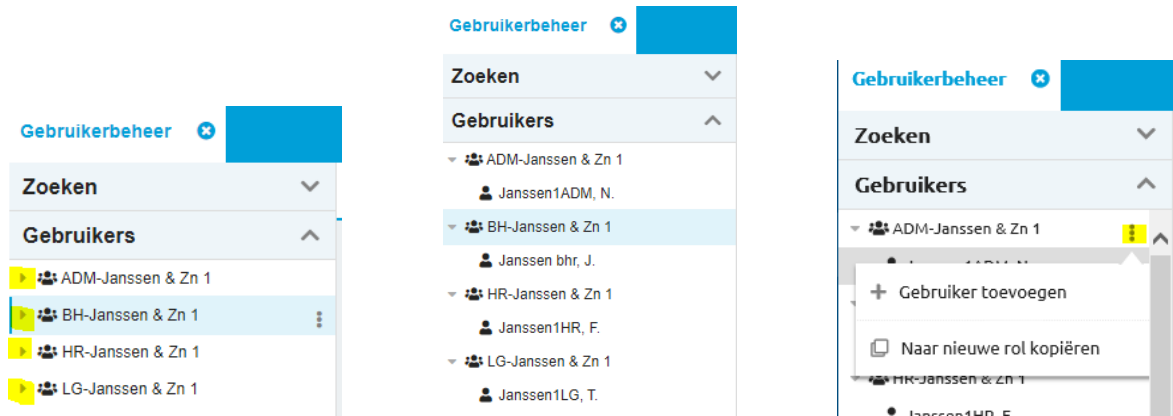 Gebruikerbeheer
Zoeken
Gebruikers
ADM-Janssen & Zn 1
BH-Janssen & Zn 1
HR-Janssen & Zn 1
LG-Janssen & Zn 1
Gebruikerbeheer
Zoeken
Gebruikers
ADM-Janssen & Zn 1
Janssen1ADM, N.
BH-Janssen & Zn 1
Janssen bhr, J.
HR-Janssen & Zn 1
Janssen1HR, F.
LG-Janssen & Zn 1
Janssen1LG, T.
Gebruikerbeheer
Zoeken
Gebruikers
ADM-Janssen & Zn 1
Gebruiker toevoegen
Naar nieuwe rol kopiëren
HR-Janssen & Zn 1
Janssen1HR, F.